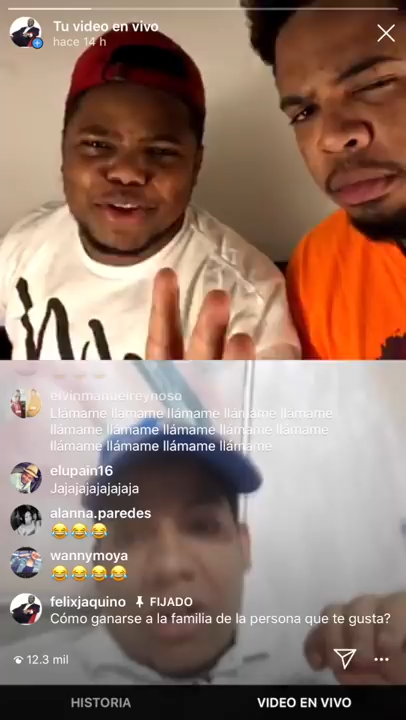 Tu video en vivo
hace 14 h
elvinmanuelreynoso
Llámame llámame llámame llámame llámame
llámame llámame llámame llámame llámame
llámame llámame llámame llámame
elupain16
Jajajajajajajaja
alanna.paredes
😂😂😂
wannymoya
😂😂😂😂
felixjaquino FIJADO
Cómo ganarse a la familia de la persona que te gusta?
12.3 mil
HISTORIA
VIDEO EN VIVO